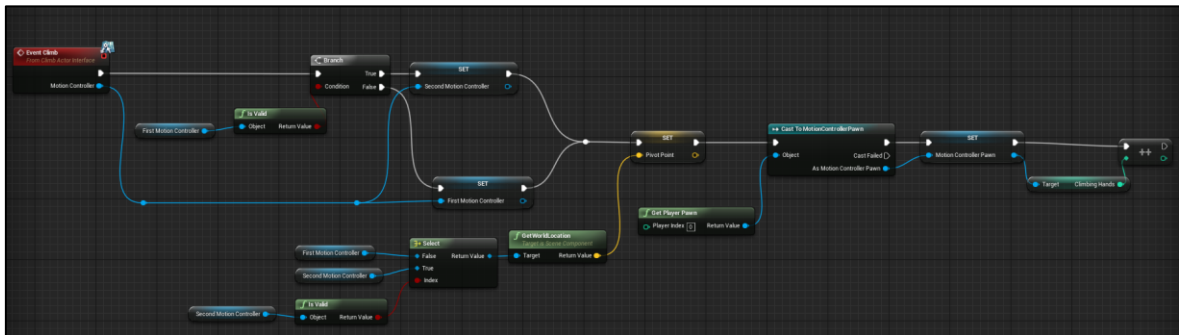 Event Climb
From Climb Actor Interface
Motion Controller
Branch
Condition
True
False
SET
Second Motion Controller
First Motion Controller
Is Valid
Object
Return Value
SET
First Motion Controller
First Motion Controller
Second Motion Controller
Select
False
True
Index
Return Value
Second Motion Controller
Is Valid
Object
Return Value
GetWorldLocation
Target is Scene Component
Target
Return Value
SET
Pivot Point
Get Player Pawn
Player Index
0
Return Value
Cast To MotionControllerPawn
Object
Cast Failed
As Motion Controller Pawn
SET
Motion Controller Pawn
Target
Climbing Hands
++